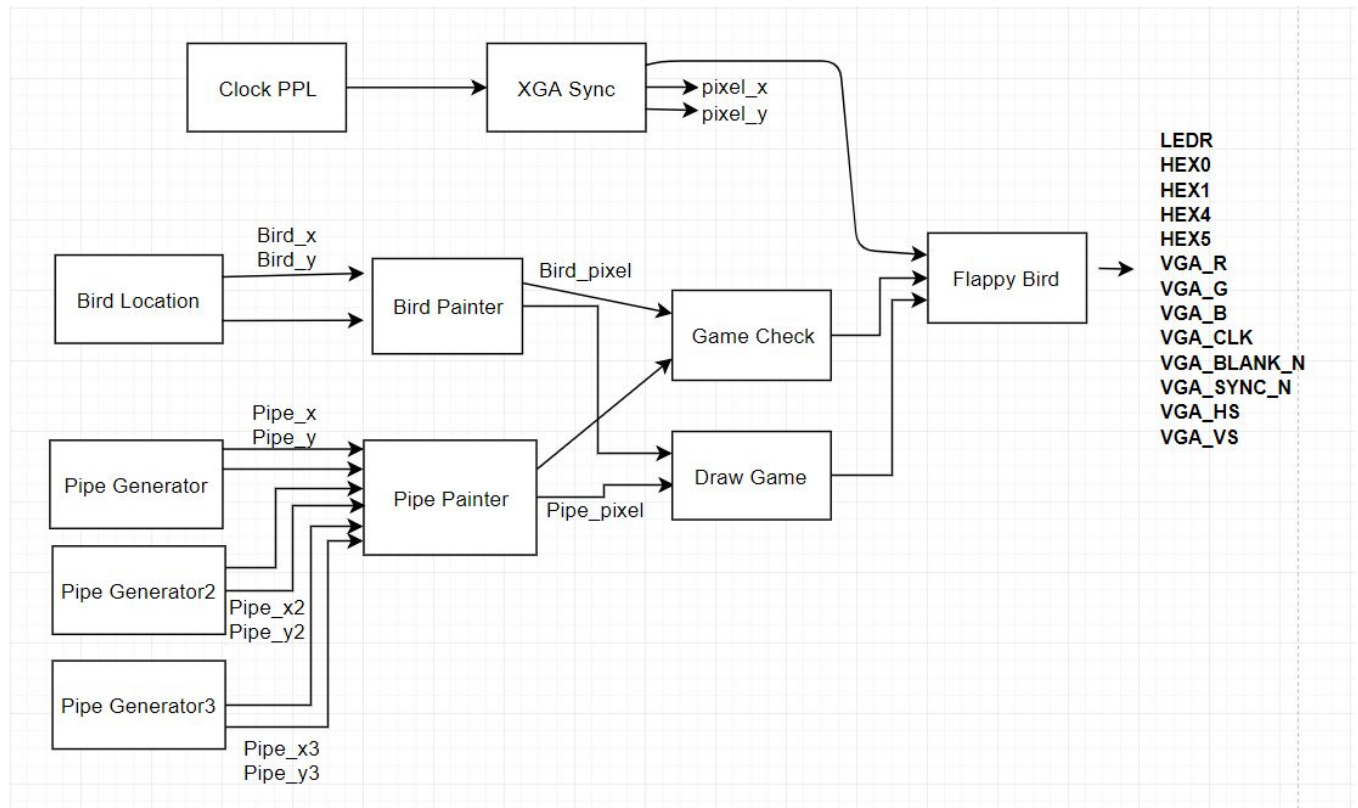 Clock PPL
XGA Sync
pixel_x
pixel_y
LEDR
HEX0
HEX1
HEX4
HEX5
VGA_R
VGA_G
VGA_B
VGA_CLK
VGA_BLANK_N
VGA_SYNC_N
VGA_HS
VGA_VS
Bird_x
Bird_y
Bird Location
Bird Painter
Bird_pixel
Game Check
Flappy Bird
Pipe_x
Pipe_y
Pipe Generator
Pipe Painter
Pipe_pixel
Draw Game
Pipe Generator2
Pipe_x2
Pipe_y2
Pipe Generator3
Pipe_x3
Pipe_y3